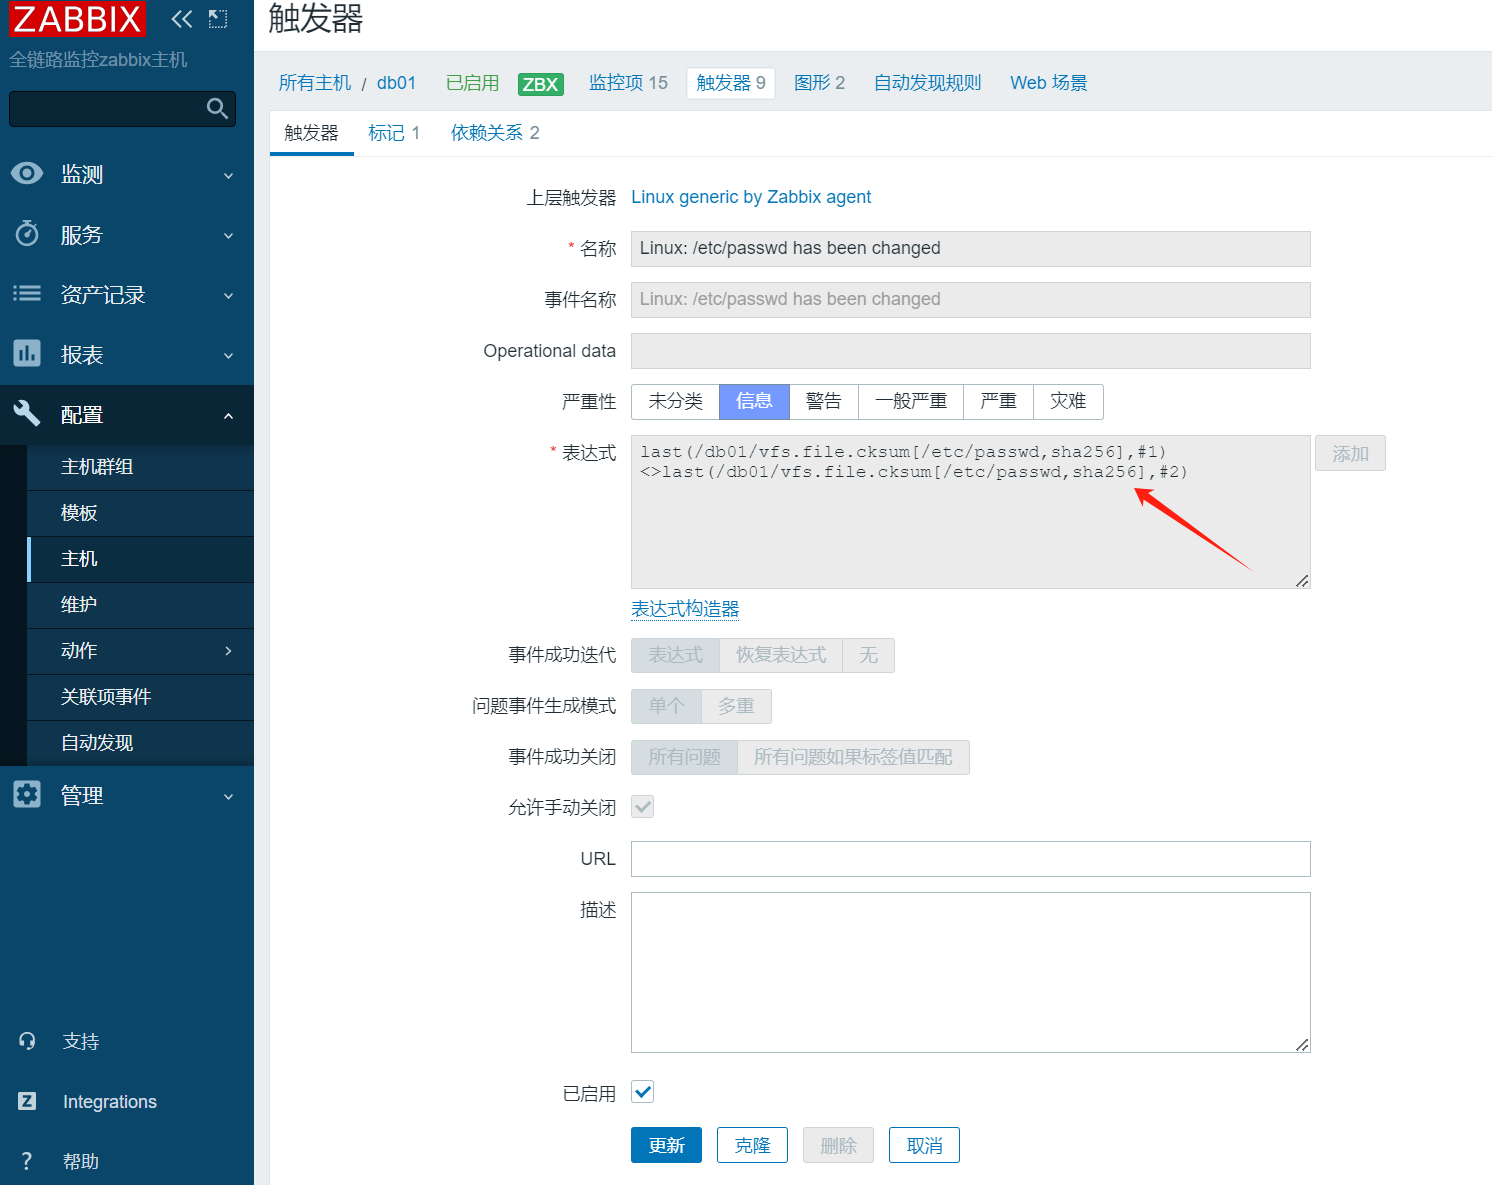 ZABBIX
全链路监控zabbix主机
监测
服务
资产记录
报表
配置
主机群组
模板
主机
维护
动作
关联项事件
自动发现
管理
支持
Z Integrations
? 帮助
触发器
所有主机 / db01 已启用 ZBX 监控项 15 触发器 9 图形 2 自动发现规则 Web 场景
触发器 标记 1 依赖关系 2
上层触发器 Linux generic by Zabbix agent
* 名称 Linux: /etc/passwd has been changed
事件名称 Linux: /etc/passwd has been changed
Operational data
严重性 未分类 信息 警告 一般严重 严重 灾难
* 表达式 last(/db01/vfs.file.cksum[/etc/passwd,sha256],#1) 添加
<>last(/db01/vfs.file.cksum[/etc/passwd,sha256],#2)
表达式构造器
事件成功迭代 表达式 恢复表达式 无
问题事件生成模式 单个 多重
事件成功关闭 所有问题 所有问题如果标签值匹配
允许手动关闭
URL
描述
已启用
更新 克隆 删除 取消